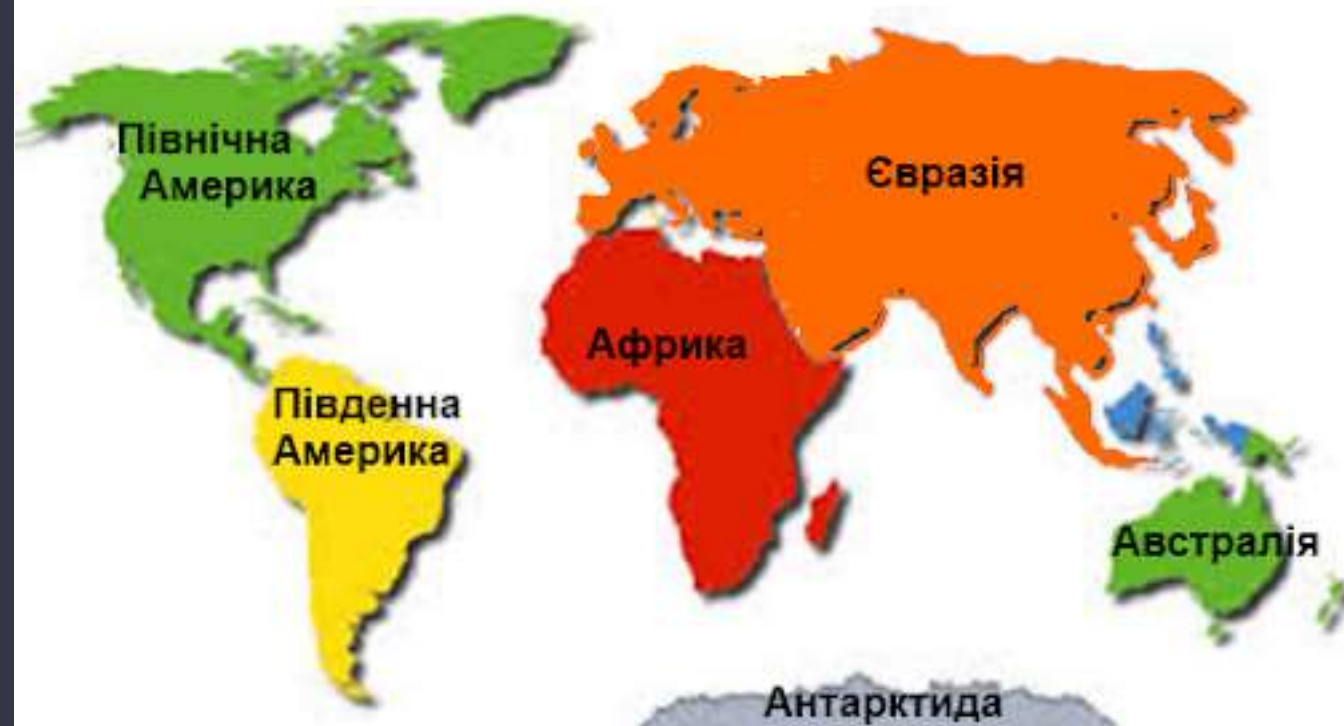 Північна
Америка
Євразія
Африка
Південна
Америка
Австралія
Антарктида